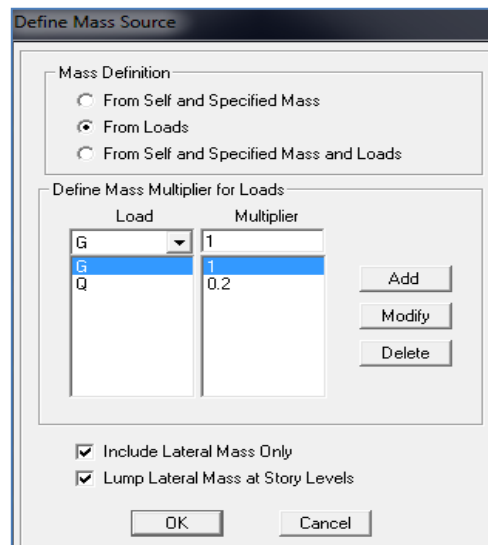 Define Mass Source
Mass Definition
From Self and Specified Mass
From Loads
From Self and Specified Mass and Loads
Define Mass Multiplier for Loads
Load Multiplier
G 1
G 1
Q 0.2
Add
Modify
Delete
Include Lateral Mass Only
Lump Lateral Mass at Story Levels
OK Cancel